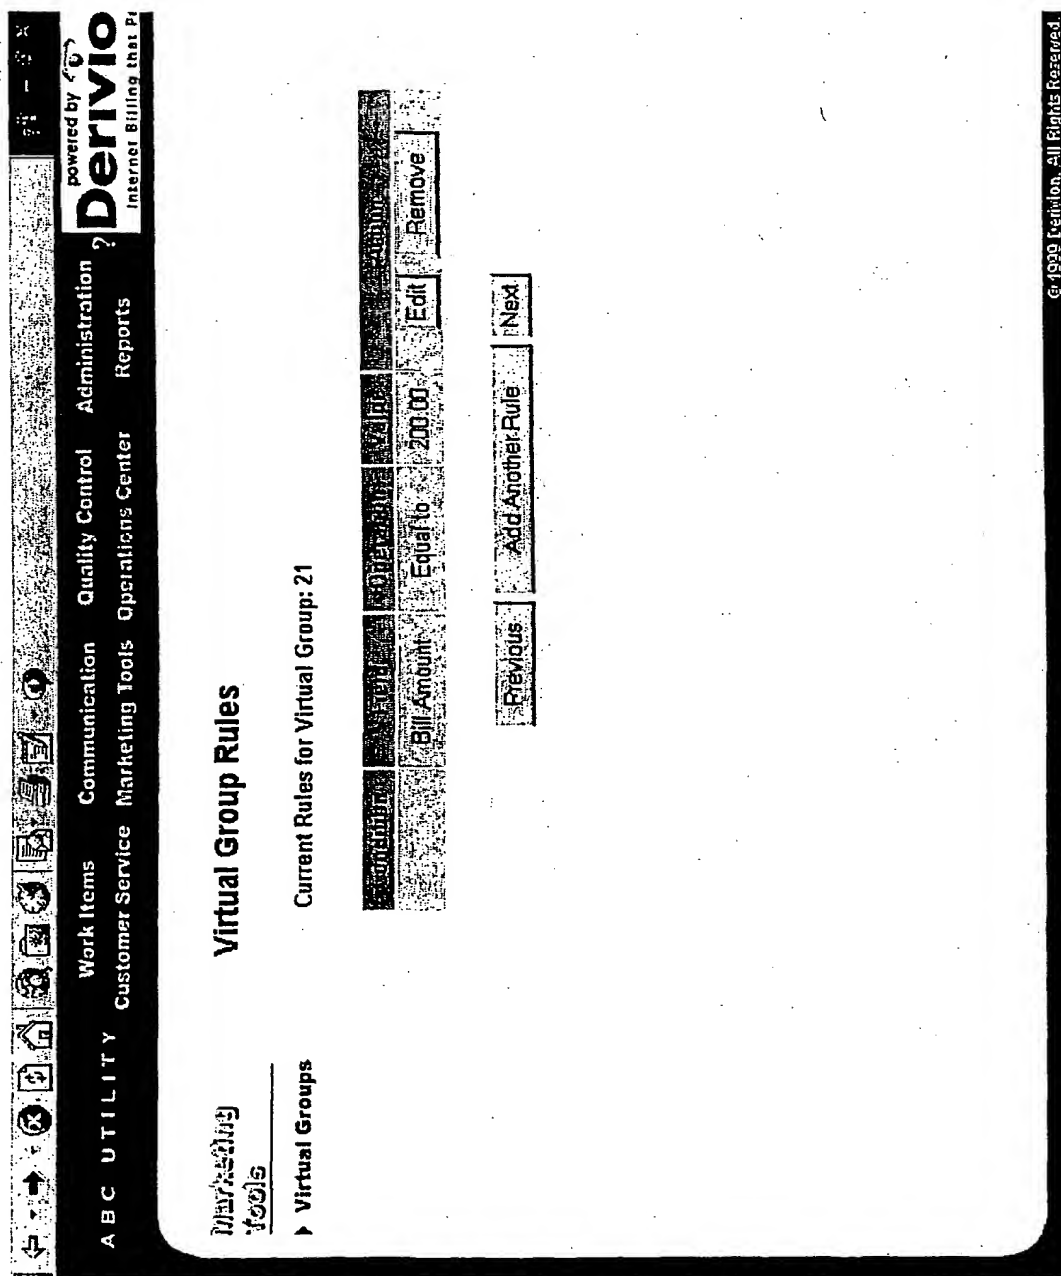 powered by
Derivio
Internet Billing that
Work Items Communication Quality Control Administration ?
A B C U T I L I T Y
Customer Service Marketing Tools Operations Center Reports
Marketing
Tools
Virtual Group Rules
▶ Virtual Groups
Current Rules for Virtual Group: 21
Condition Value
Bill Amount Equal to 200.00 Edit Remove
Previous Add Another Rule Next
© 1999 All Rights Reserved